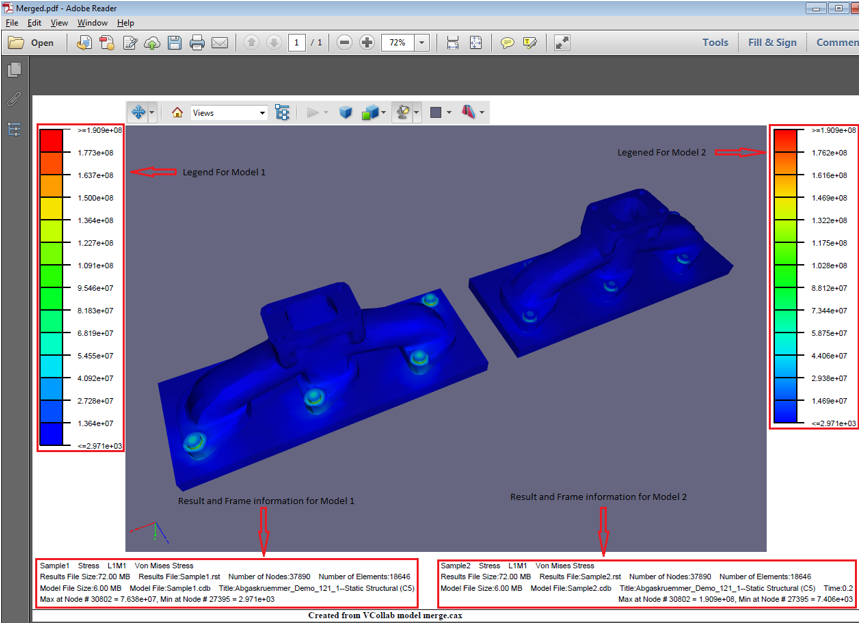 Merged.pdf - Adobe Reader
File Edit View Window Help
Open 1 / 1 72% Tools Fill & Sign Commen
Views
>=1.909e+08
1.773e+08
1.637e+08
1.500e+08
1.364e+08
1.227e+08
1.091e+08
9.546e+07
8.183e+07
6.819e+07
5.455e+07
4.092e+07
2.728e+07
1.364e+07
<=2.971e+03
Legend For Model 1
Legened For Model 2
>=1.909e+08
1.762e+08
1.616e+08
1.469e+08
1.322e+08
1.175e+08
1.028e+08
8.812e+07
7.344e+07
5.875e+07
4.406e+07
2.938e+07
1.469e+07
<=2.971e+03
Result and Frame information for Model 1
Result and Frame information for Model 2
Sample1 Stress L1M1 Von Mises Stress
Results File Size:72.00 MB Results File:Sample1.rst Number of Nodes:37890 Number of Elements:18646
Model File Size:6.00 MB Model File:Sample1.cdb Title:Abgaskruemmer_Demo_121_1--Static Structural (C5)
Max at Node # 30802 = 7.638e+07, Min at Node # 27395 = 2.971e+03
Sample2 Stress L1M1 Von Mises Stress
Results File Size:72.00 MB Results File:Sample2.rst Number of Nodes:37890 Number of Elements:18646
Model File Size:6.00 MB Model File:Sample2.cdb Title:Abgaskruemmer_Demo_121_1--Static Structural (C5) Time:0.2
Max at Node # 30802 = 1.909e+08, Min at Node # 27395 = 7.406e+03
Created from VCollab model merge.cax